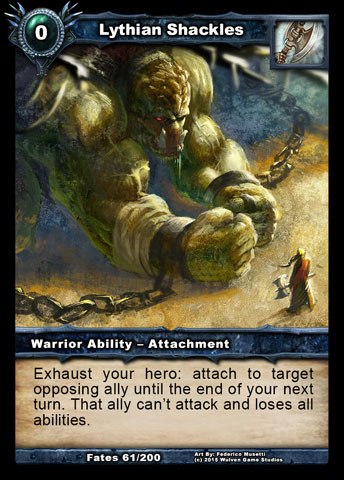 0
Lythian Shackles
Warrior Ability – Attachment
Exhaust your hero: attach to target
opposing ally until the end of your next
turn. That ally can't attack and loses all
abilities.
Fates 61/200
Art By: Federico Musetti
(c) 2015 Wulven Game Studios